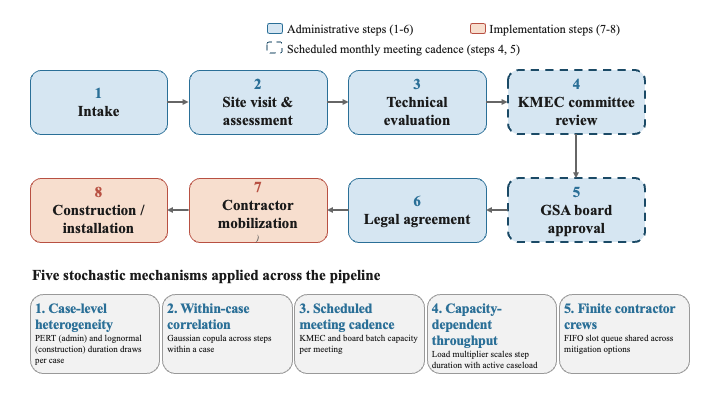 Administrative steps (1-6)
Implementation steps (7-8)
Scheduled monthly meeting cadence (steps 4, 5)
1
Intake
2
Site visit &
assessment
3
Technical
evaluation
4
KMEC committee
review
8
Construction /
installation
7
Contractor
mobilization
6
Legal agreement
5
GSA board
approval
Five stochastic mechanisms applied across the pipeline
1. Case-level
heterogeneity
PERT (admin) and lognormal
(construction) duration draws
per case
2. Within-case
correlation
Gaussian copula across steps
within a case
3. Scheduled
meeting cadence
KMEC and board batch capacity
per meeting
4. Capacity-
dependent
throughput
Load multiplier scales step
duration with active caseload
5. Finite contractor
crews
FIFO slot queue shared across
mitigation options